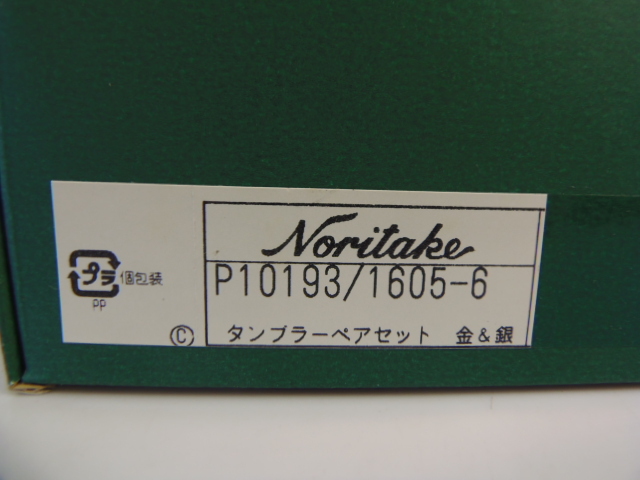 Noritake
P10193/1605-6
プラ 個包装
PP
Ⓒ タンブラーペアセット 金&銀